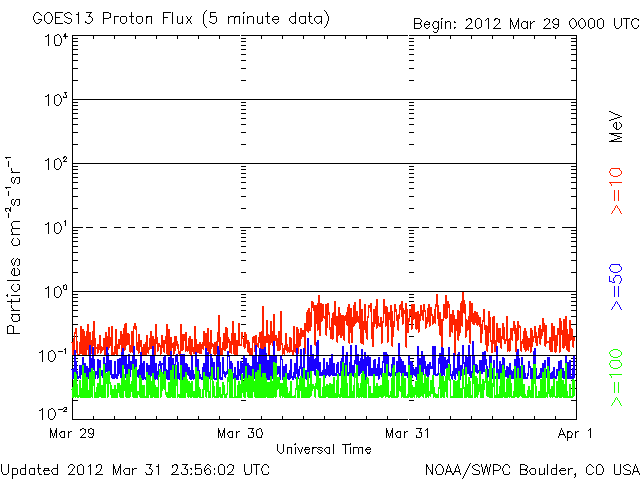 GOES13 Proton Flux (5 minute data)
Begin: 2012 Mar 29 0000 UTC
Particles cm⁻²s⁻¹sr⁻¹
10⁴
10³
10²
10¹
10⁰
10⁻¹
10⁻²
Mar 29
Mar 30
Mar 31
Apr 1
Universal Time
MeV
>=10
>=50
>=100
Updated 2012 Mar 31 23:56:02 UTC
NOAA/SWPC Boulder, CO USA